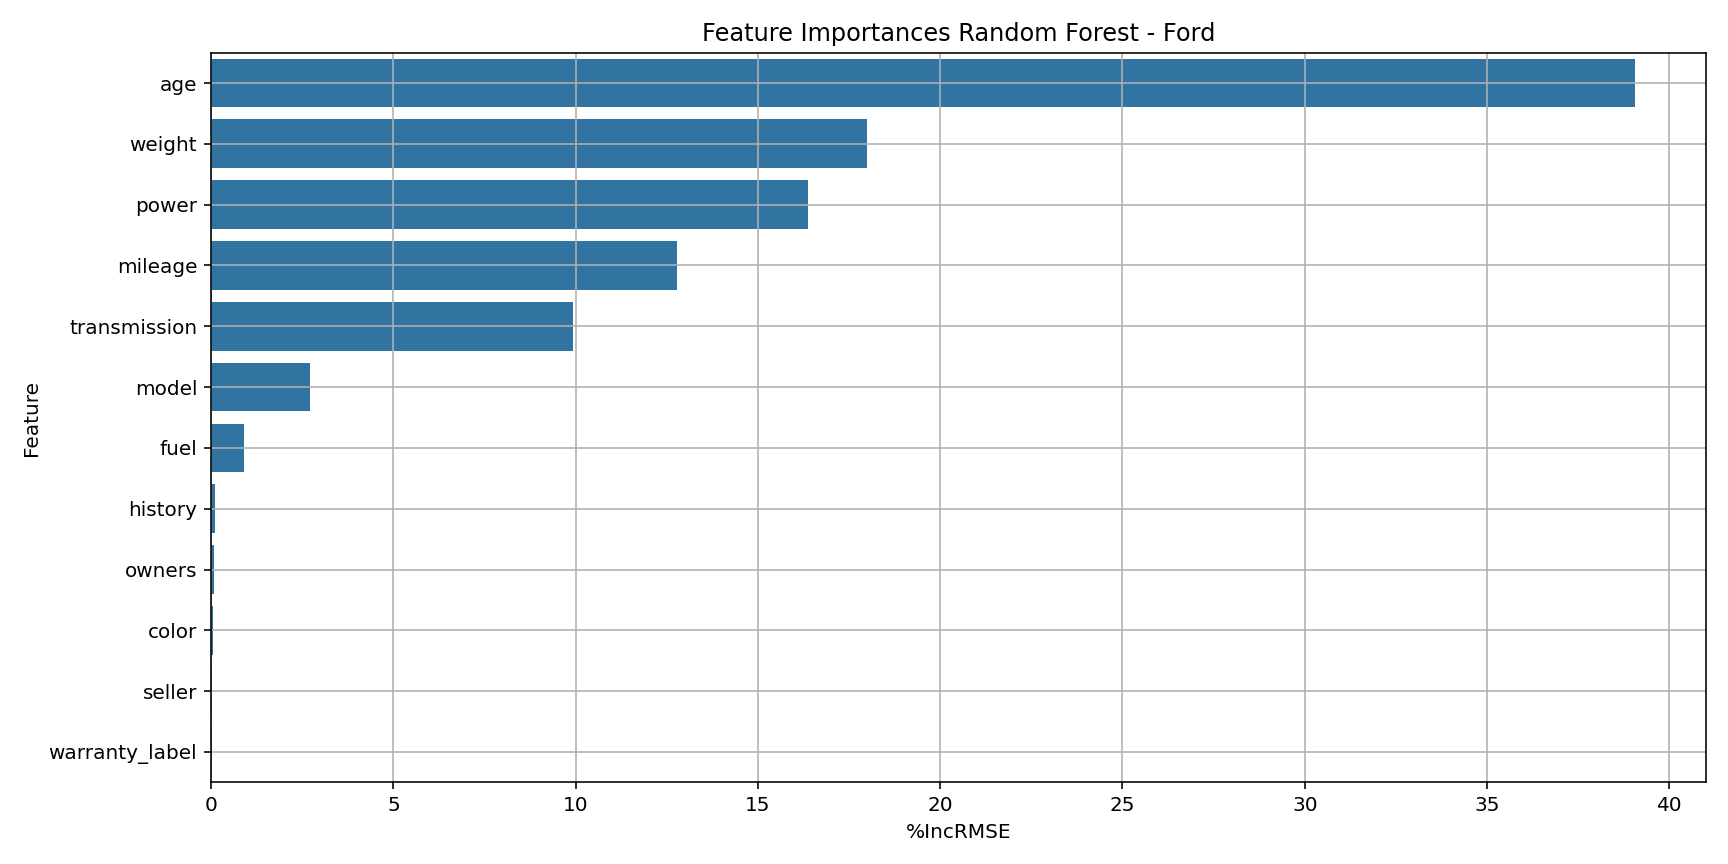 Feature Importances Random Forest - Ford
age
weight
power
mileage
transmission
model
fuel
history
owners
color
seller
warranty_label
Feature
0 5 10 15 20 25 30 35 40
%IncRMSE